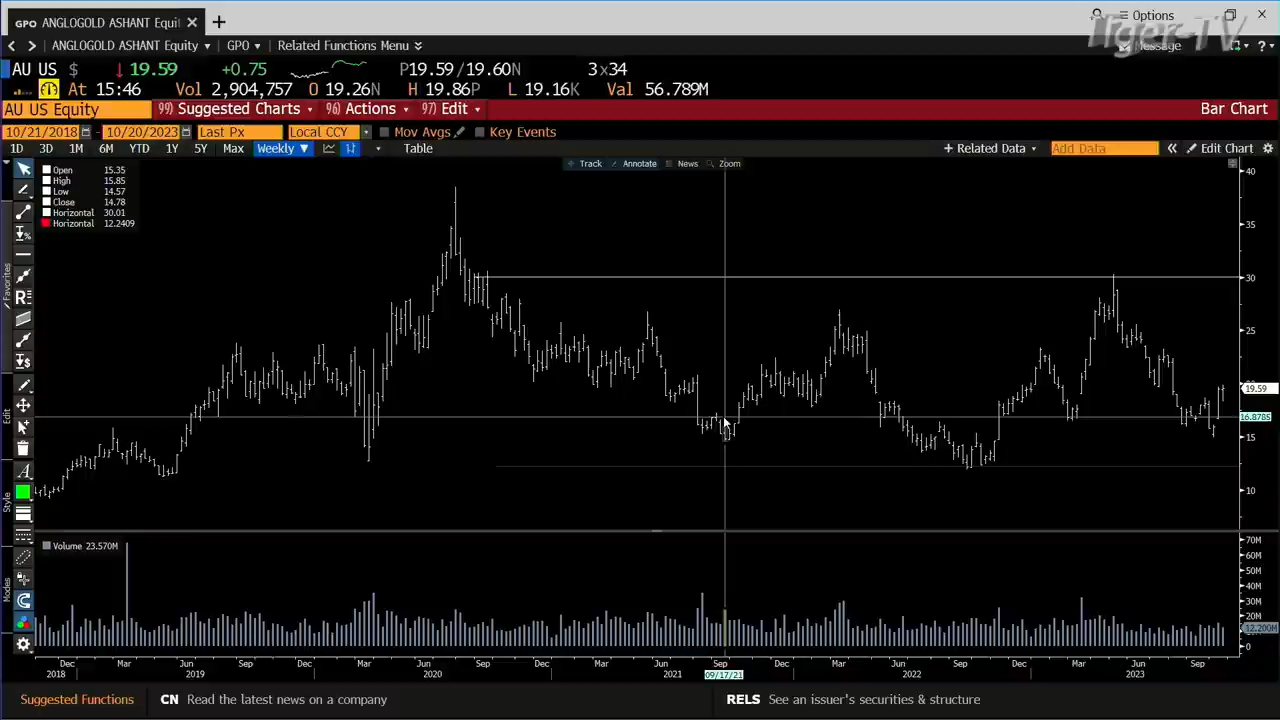 GPO ANGLOGOLD ASHANT Equit × +
Options
Tiger-TV
ANGLOGOLD ASHANT Equity GPO Related Functions Menu
Message
?
AU US $ ↓ 19.59 +0.75 P19.59/19.60N 3x34
At 15:46 Vol 2,904,757 O 19.26N H 19.86P L 19.16K Val 56.789M
AU US Equity 99) Suggested Charts 96) Actions 97) Edit Bar Chart
10/21/2018 - 10/20/2023 Last Px Local CCY Mov Avgs Key Events
1D 3D 1M 6M YTD 1Y 5Y Max Weekly ▼ Table + Related Data Add Data « Edit Chart
Track Annotate News Zoom
Open 15.35
High 15.85
Low 14.57
Close 14.78
Horizontal 30.01
Horizontal 12.2409
40
35
30
25
19.59
16.8785
15
10
Favorites
Edit
Style
Modes
Volume 23.570M
70M
60M
50M
40M
30M
20M
12.200M
0
Dec Mar Jun Sep Dec Mar Jun Sep Dec Mar Jun Sep Dec Mar Jun Sep Dec Mar Jun Sep
2018 2019 2020 2021 09/17/21 2022 2023
Suggested Functions CN Read the latest news on a company RELS See an issuer's securities & structure